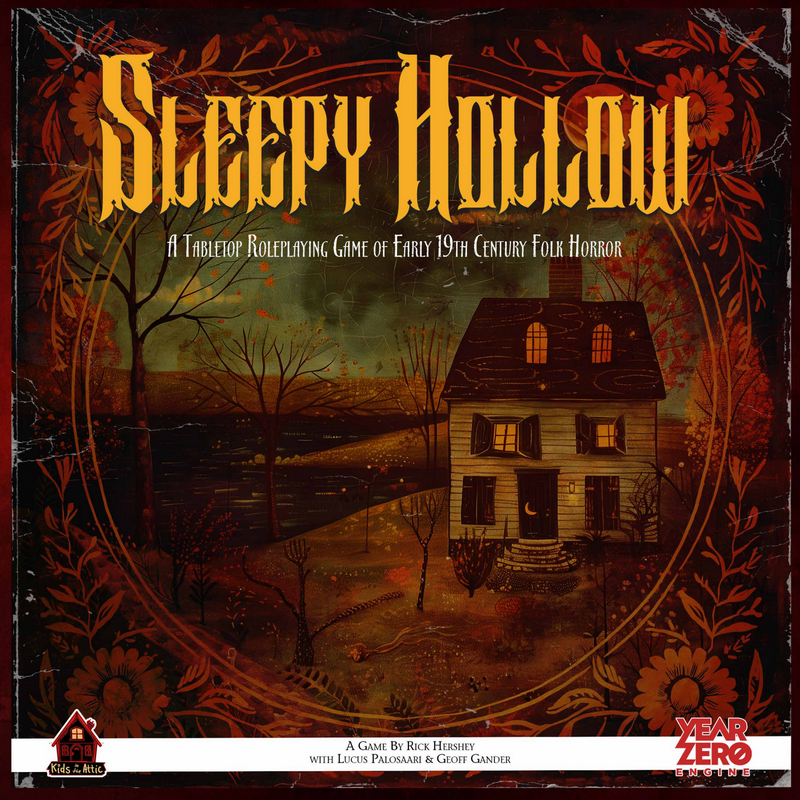 Sleepy Hollow
A Tabletop Roleplaying Game of Early 19th Century Folk Horror
A Game By Rick Hershey
with Lucus Palosaari & Geoff Gander
Kids in the Attic
YEAR
ZERO
ENGINE